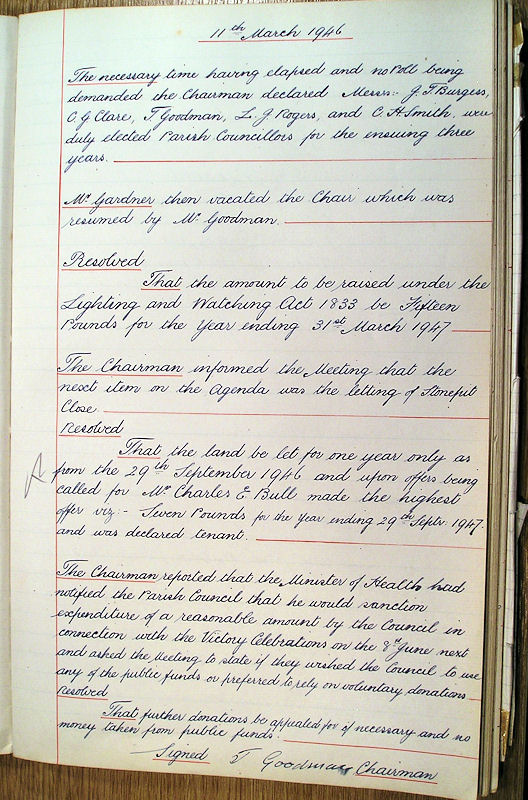 11th March 1946
The necessary time having elapsed and no Poll being
demanded the Chairman declared Messrs:- J.T. Burgess,
O. G Clare, F Goodman, L J Rogers, and C H Smith, were
duly elected Parish Councillors for the ensuing three
years.
Mr Gardner then vacated the Chair which was
resumed by Mr Goodman.
Resolved
That the amount to be raised under the
Lighting and Watching Act 1833 be Fifteen
Pounds for the Year ending 31st March 1947
The Chairman informed the Meeting that the
next item on the Agenda was the letting of Stonepit
Close
Resolved
That the land be let for one year only as
from the 29th September 1946 and upon offers being
called for Mr Charles E Bull made the highest
offer viz:- Seven Pounds for the Year ending 29th Septr. 1947.
and was declared tenant.
The Chairman reported that the Minister of Health had
notified the Parish Council that he would sanction
expenditure of a reasonable amount by the Council in
connection with the Victory Celebrations on the 8th June next
and asked the Meeting to state if they wished the Council to use
any of the public funds or preferred to rely on voluntary donations
Resolved
That further donations be appealed for if necessary and no
money taken from public funds.
Signed F Goodman Chairman